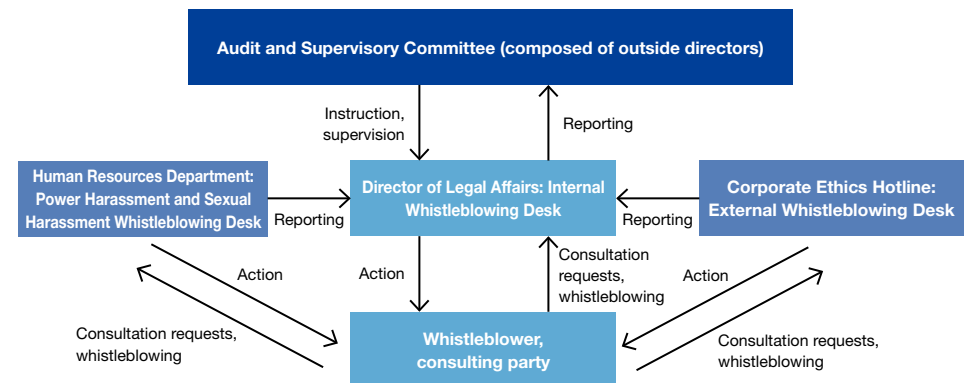 Audit and Supervisory Committee (composed of outside directors)
Instruction,
supervision
Reporting
Human Resources Department:
Power Harassment and Sexual
Harassment Whistleblowing Desk
Reporting
Director of Legal Affairs: Internal
Whistleblowing Desk
Reporting
Corporate Ethics Hotline:
External Whistleblowing Desk
Action
Consultation requests,
whistleblowing
Action
Consultation
requests,
whistleblowing
Action
Consultation requests,
whistleblowing
Whistleblower,
consulting party